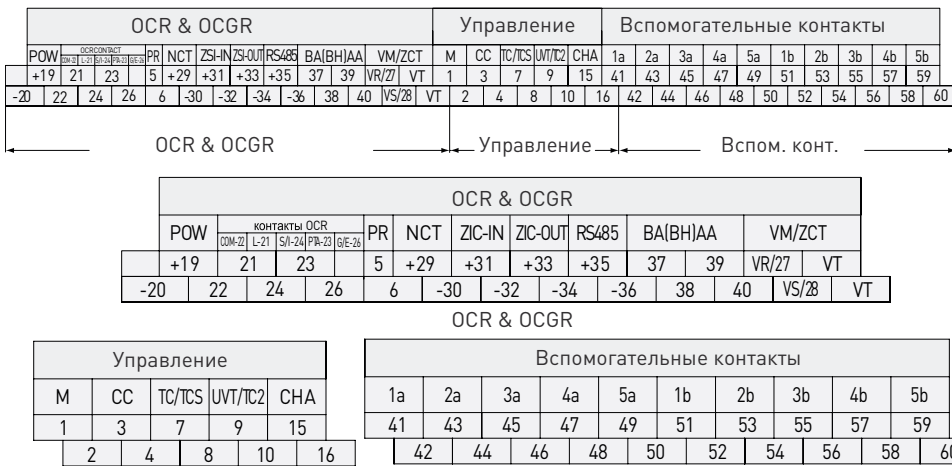 OCR & OCGR Управление Вспомогательные контакты
POW OCRCONTACT PR NCT ZSI-IN ZSI-OUT RS485 BA(BH)AA VM/ZCT M CC TC/TCS UVT/TC2 CHA 1a 2a 3a 4a 5a 1b 2b 3b 4b 5b
COM-22 L-21 S/I-24 PTA-23 G/E-26
+19 21 23 5 +29 +31 +33 +35 37 39 VR/27 VT 1 3 7 9 15 41 43 45 47 49 51 53 55 57 59
-20 22 24 26 6 -30 -32 -34 -36 38 40 VS/28 VT 2 4 8 10 16 42 44 46 48 50 52 54 56 58 60
OCR & OCGR Управление Вспом. конт.
OCR & OCGR
POW контакты OCR PR NCT ZIC-IN ZIC-OUT RS485 BA(BH)AA VM/ZCT
COM-22 L-21 S/I-24 PTA-23 G/E-26
+19 21 23 5 +29 +31 +33 +35 37 39 VR/27 VT
-20 22 24 26 6 -30 -32 -34 -36 38 40 VS/28 VT
OCR & OCGR
Управление
M CC TC/TCS UVT/TC2 CHA
1 3 7 9 15
2 4 8 10 16
Вспомогательные контакты
1a 2a 3a 4a 5a 1b 2b 3b 4b 5b
41 43 45 47 49 51 53 55 57 59
42 44 46 48 50 52 54 56 58